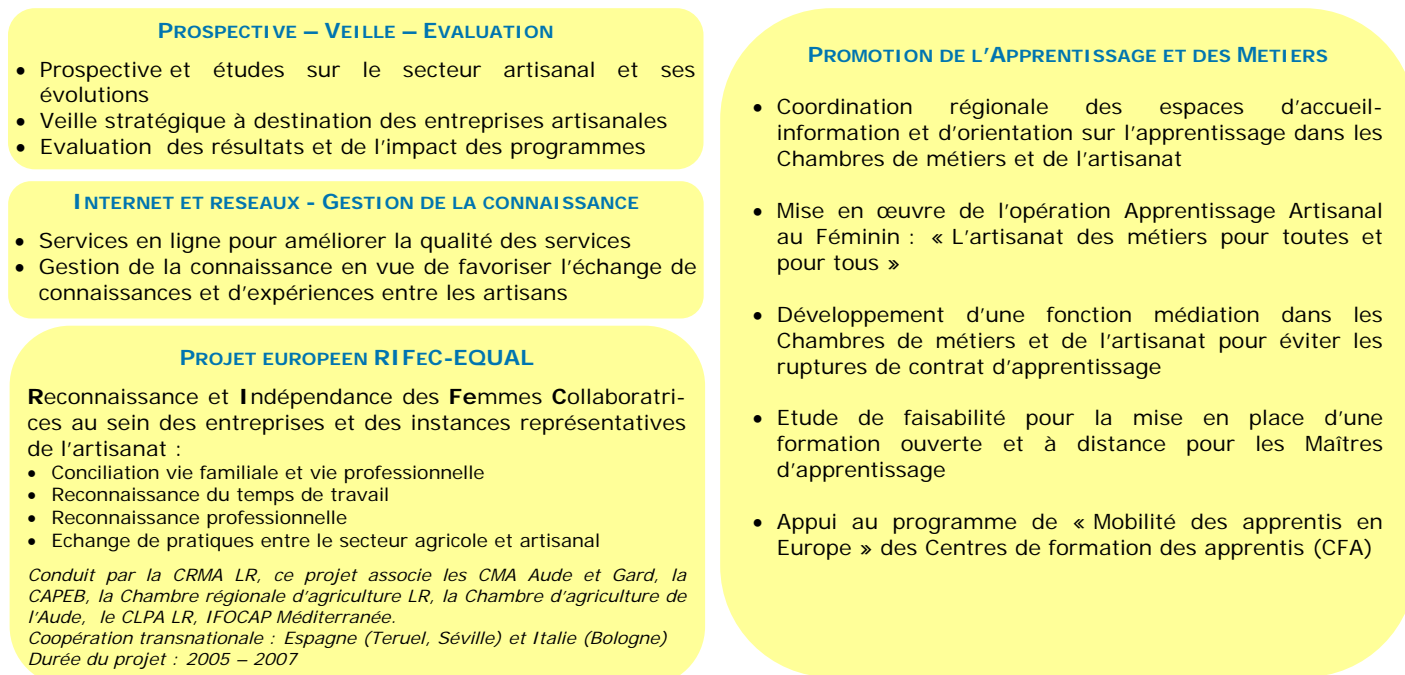 PROSPECTIVE – VEILLE – EVALUATION
• Prospective et études sur le secteur artisanal et ses
évolutions
• Veille stratégique à destination des entreprises artisanales
• Evaluation des résultats et de l'impact des programmes
INTERNET ET RESEAUX - GESTION DE LA CONNAISSANCE
• Services en ligne pour améliorer la qualité des services
• Gestion de la connaissance en vue de favoriser l'échange de
connaissances et d'expériences entre les artisans
PROJET EUROPEEN RIFEC-EQUAL
Reconnaissance et Indépendance des Femmes Collaboratri-
ces au sein des entreprises et des instances représentatives
de l'artisanat :
• Conciliation vie familiale et vie professionnelle
• Reconnaissance du temps de travail
• Reconnaissance professionnelle
• Echange de pratiques entre le secteur agricole et artisanal
Conduit par la CRMA LR, ce projet associe les CMA Aude et Gard, la
CAPEB, la Chambre régionale d'agriculture LR, la Chambre d'agriculture de
l'Aude, le CLPA LR, IFOCAP Méditerranée.
Coopération transnationale : Espagne (Teruel, Séville) et Italie (Bologne)
Durée du projet : 2005 – 2007
PROMOTION DE L'APPRENTISSAGE ET DES METIERS
• Coordination régionale des espaces d'accueil-
information et d'orientation sur l'apprentissage dans les
Chambres de métiers et de l'artisanat
• Mise en œuvre de l'opération Apprentissage Artisanal
au Féminin : « L'artisanat des métiers pour toutes et
pour tous »
• Développement d'une fonction médiation dans les
Chambres de métiers et de l'artisanat pour éviter les
ruptures de contrat d'apprentissage
• Etude de faisabilité pour la mise en place d'une
formation ouverte et à distance pour les Maîtres
d'apprentissage
• Appui au programme de « Mobilité des apprentis en
Europe » des Centres de formation des apprentis (CFA)